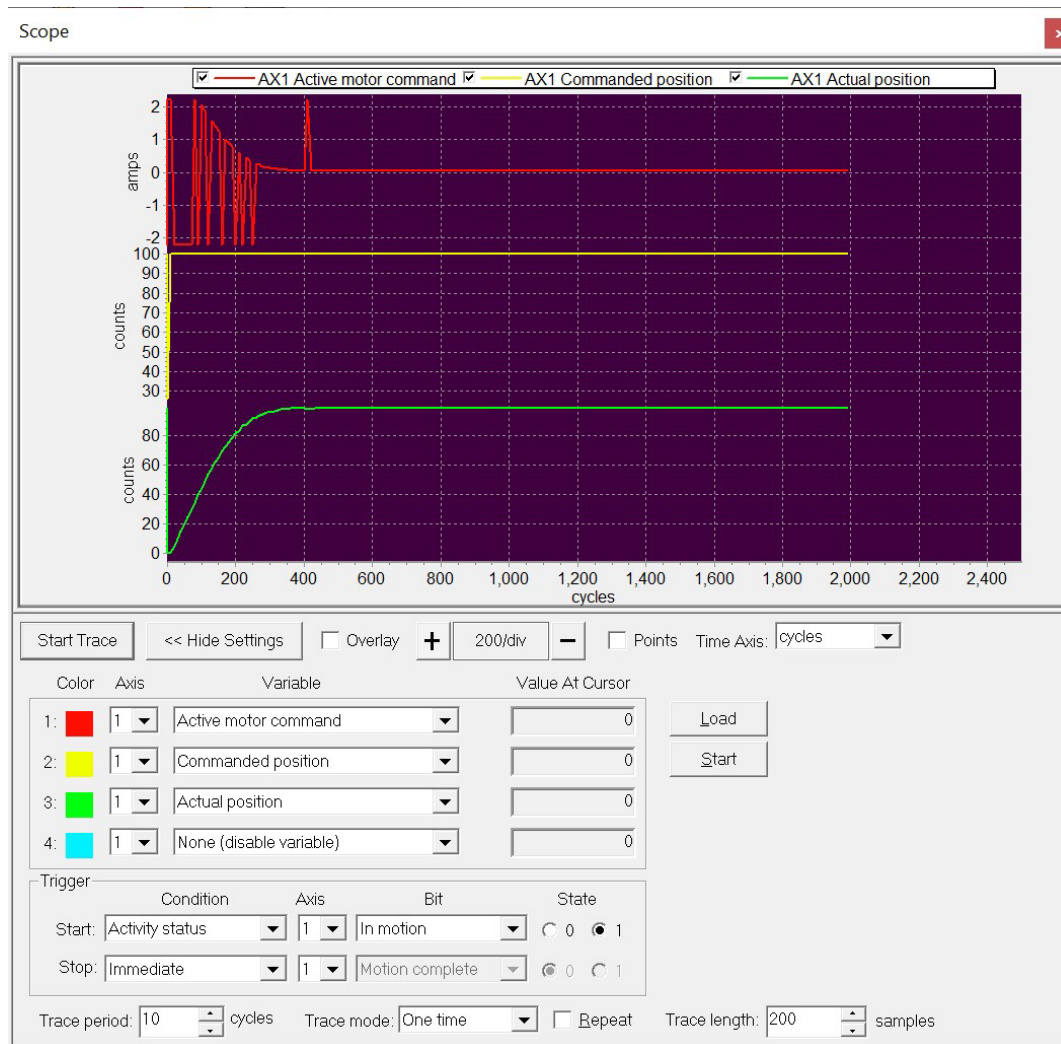 Scope
x
AX1 Active motor command AX1 Commanded position AX1 Actual position
2
1
0
-1
-2
amps
100
90
80
70
60
50
40
30
counts
80
60
40
20
0
counts
0 200 400 600 800 1,000 1,200 1,400 1,600 1,800 2,000 2,200 2,400
cycles
Start Trace << Hide Settings Overlay + 200/div − Points Time Axis: cycles
Color Axis Variable Value At Cursor
1: 1 Active motor command 0 Load
2: 1 Commanded position 0 Start
3: 1 Actual position 0
4: 1 None (disable variable) 0
Trigger
Condition Axis Bit State
Start: Activity status 1 In motion 0 1
Stop: Immediate 1 Motion complete 0 1
Trace period: 10 cycles Trace mode: One time Repeat Trace length: 200 samples